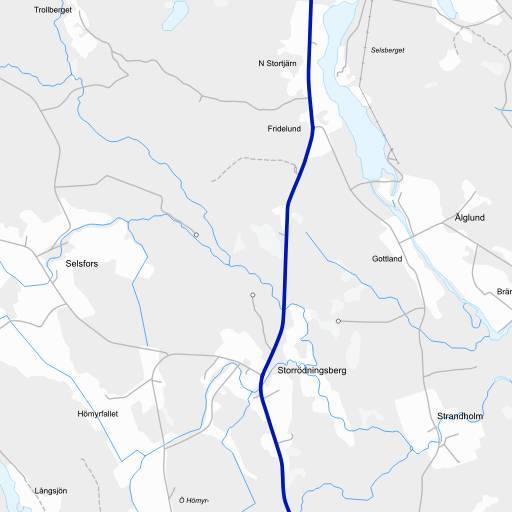 Trollberget
Selsberget
N Stortjärn
Fridelund
Älglund
Gottland
Selsfors
Brän
Storrödningsberg
Hömyrfallet
Strandholm
Långsjön
Ö Hömyr-